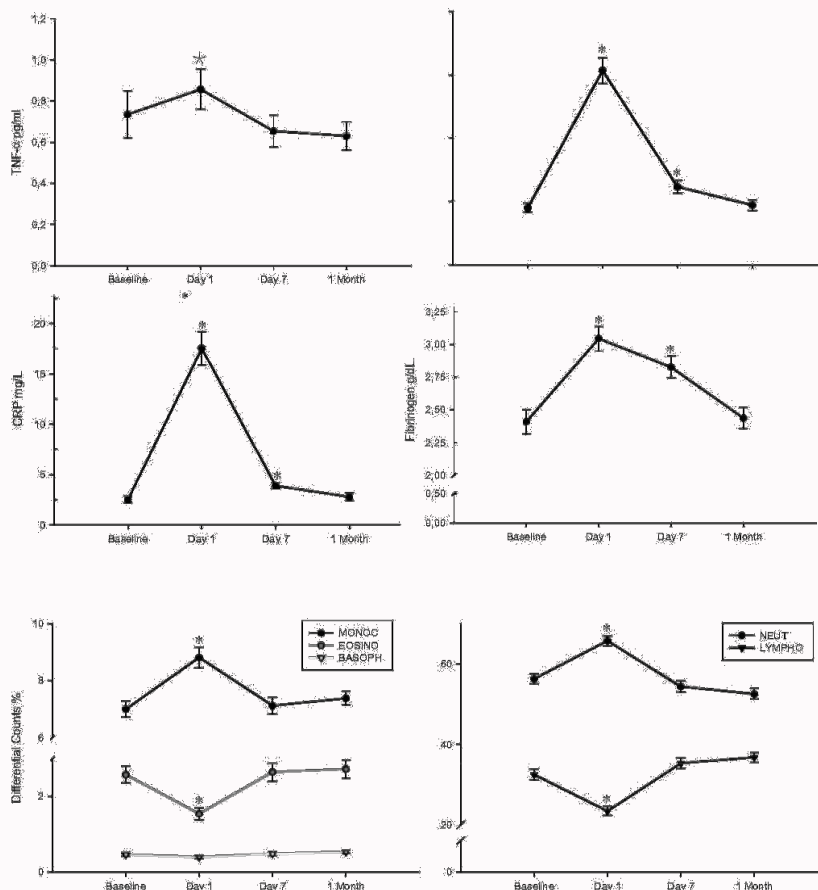 TNF-α pg/ml
1,2
1,0
0,8
0,6
0,4
0,2
0,0
Baseline
Day 1
Day 7
1 Month
*
*
*
CRP mg/L
20
15
10
5
0
*
*
*
Baseline
Day 1
Day 7
1 Month
Fibrinogen g/dL
3,25
3,00
2,75
2,50
2,25
2,00
0,50
0,00
*
*
Baseline
Day 1
Day 7
1 Month
Differential Counts %
10
8
6
2
0
*
*
MONOC
EOSINO
BASOPH
Baseline
Day 1
Day 7
1 Month
60
40
20
0
*
*
NEUT
LYMPHO
Baseline
Day 1
Day 7
1 Month